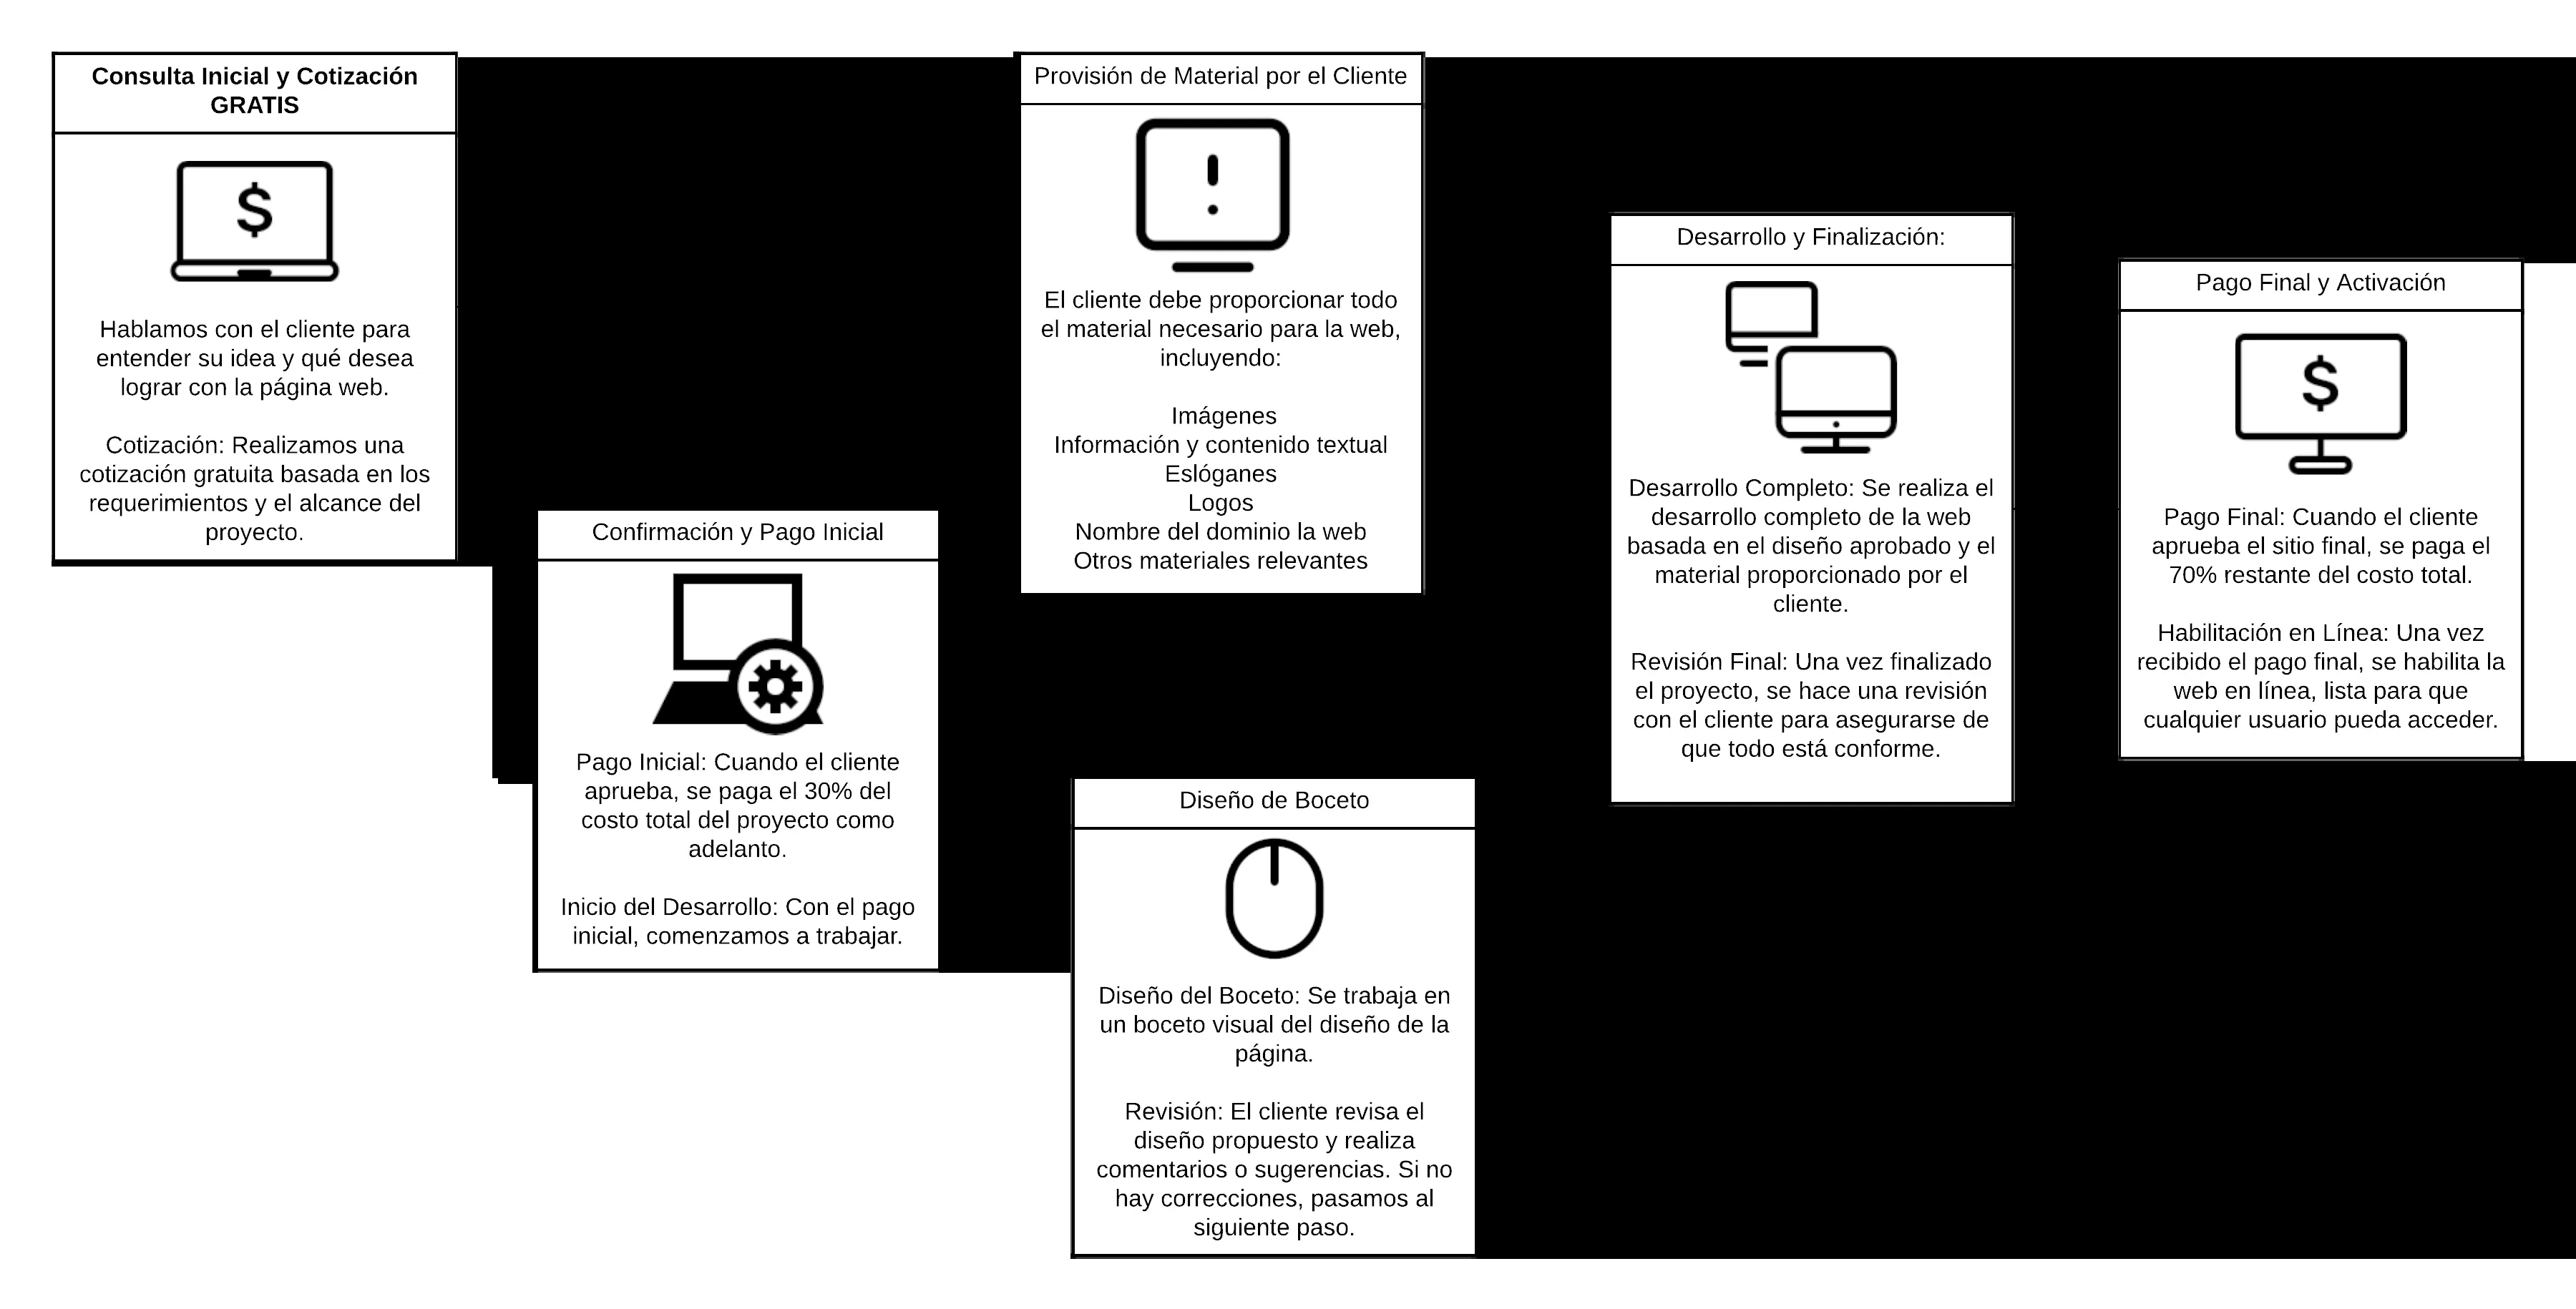 Consulta Inicial y Cotización
GRATIS
$
Hablamos con el cliente para
entender su idea y qué desea
lograr con la página web.
Cotización: Realizamos una
cotización gratuita basada en los
requerimientos y el alcance del
proyecto.
Confirmación y Pago Inicial
Pago Inicial: Cuando el cliente
aprueba, se paga el 30% del
costo total del proyecto como
adelanto.
Inicio del Desarrollo: Con el pago
inicial, comenzamos a trabajar.
Provisión de Material por el Cliente
!
El cliente debe proporcionar todo
el material necesario para la web,
incluyendo:
Imágenes
Información y contenido textual
Eslóganes
Logos
Nombre del dominio la web
Otros materiales relevantes
Diseño de Boceto
Diseño del Boceto: Se trabaja en
un boceto visual del diseño de la
página.
Revisión: El cliente revisa el
diseño propuesto y realiza
comentarios o sugerencias. Si no
hay correcciones, pasamos al
siguiente paso.
Desarrollo y Finalización:
Desarrollo Completo: Se realiza el
desarrollo completo de la web
basada en el diseño aprobado y el
material proporcionado por el
cliente.
Revisión Final: Una vez finalizado
el proyecto, se hace una revisión
con el cliente para asegurarse de
que todo está conforme.
Pago Final y Activación
$
Pago Final: Cuando el cliente
aprueba el sitio final, se paga el
70% restante del costo total.
Habilitación en Línea: Una vez
recibido el pago final, se habilita la
web en línea, lista para que
cualquier usuario pueda acceder.